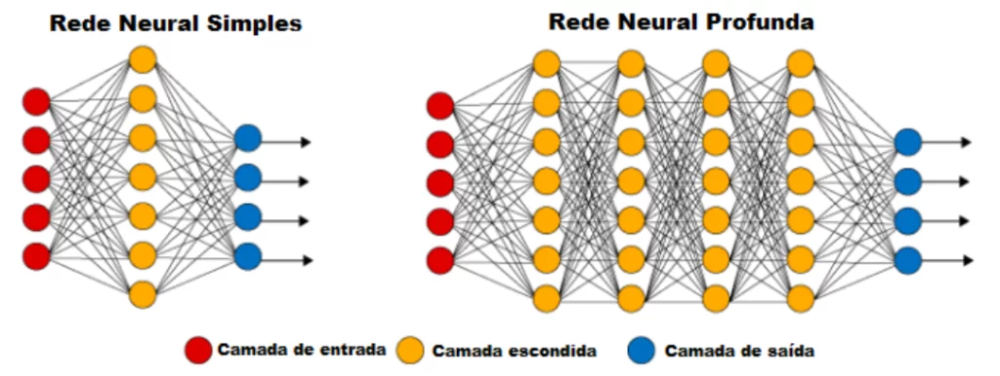 Rede Neural Simples
Rede Neural Profunda
Camada de entrada
Camada escondida
Camada de saída